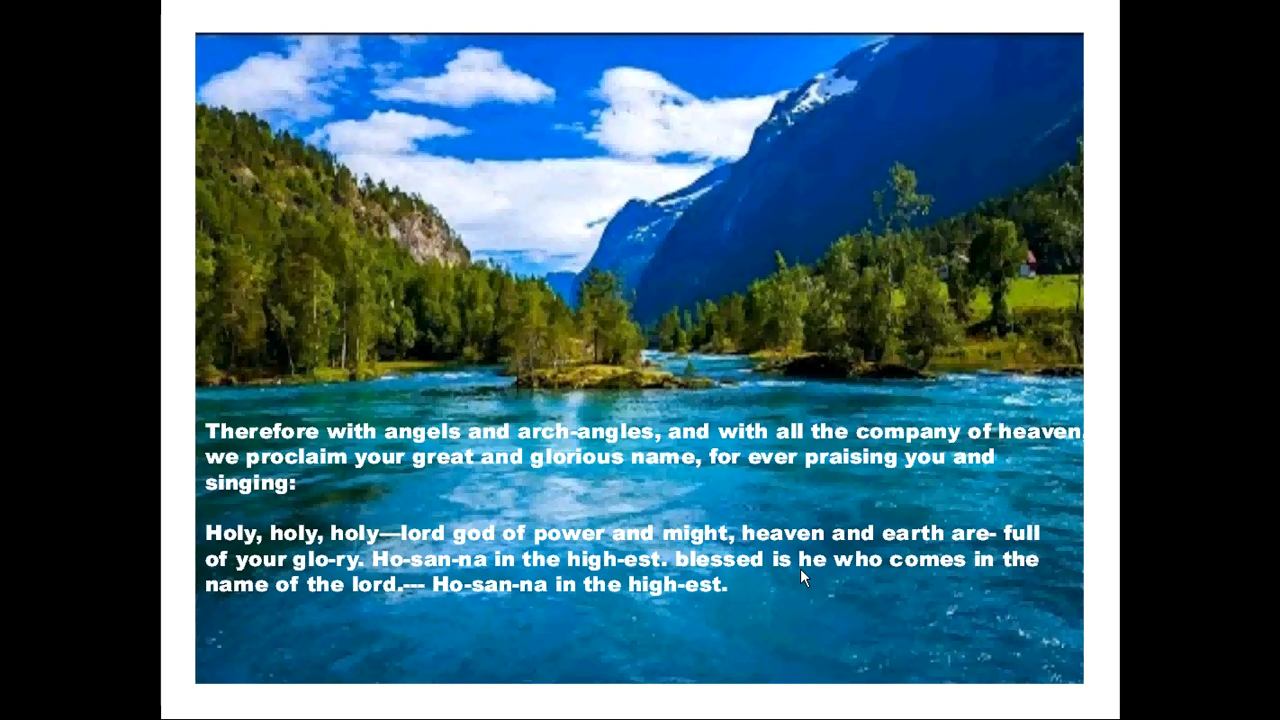 Therefore with angels and arch-angles, and with all the company of heaven,
we proclaim your great and glorious name, for ever praising you and
singing:
Holy, holy, holy—lord god of power and might, heaven and earth are- full
of your glo-ry. Ho-san-na in the high-est. blessed is he who comes in the
name of the lord.--- Ho-san-na in the high-est.